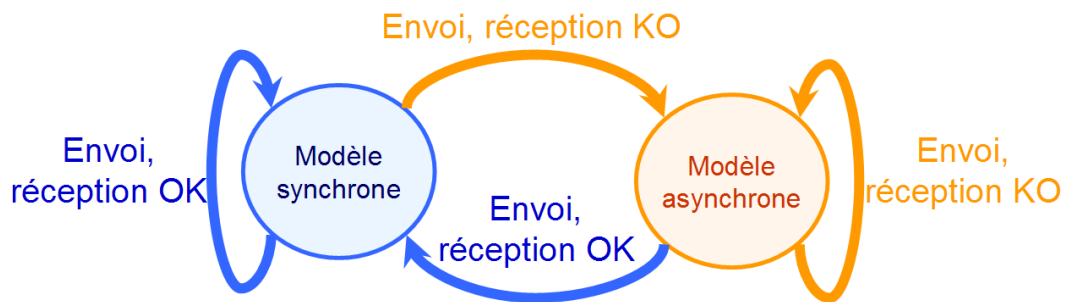 Envoi, réception KO
Envoi,
réception OK
Modèle
synchrone
Envoi,
réception OK
Modèle
asynchrone
Envoi,
réception KO